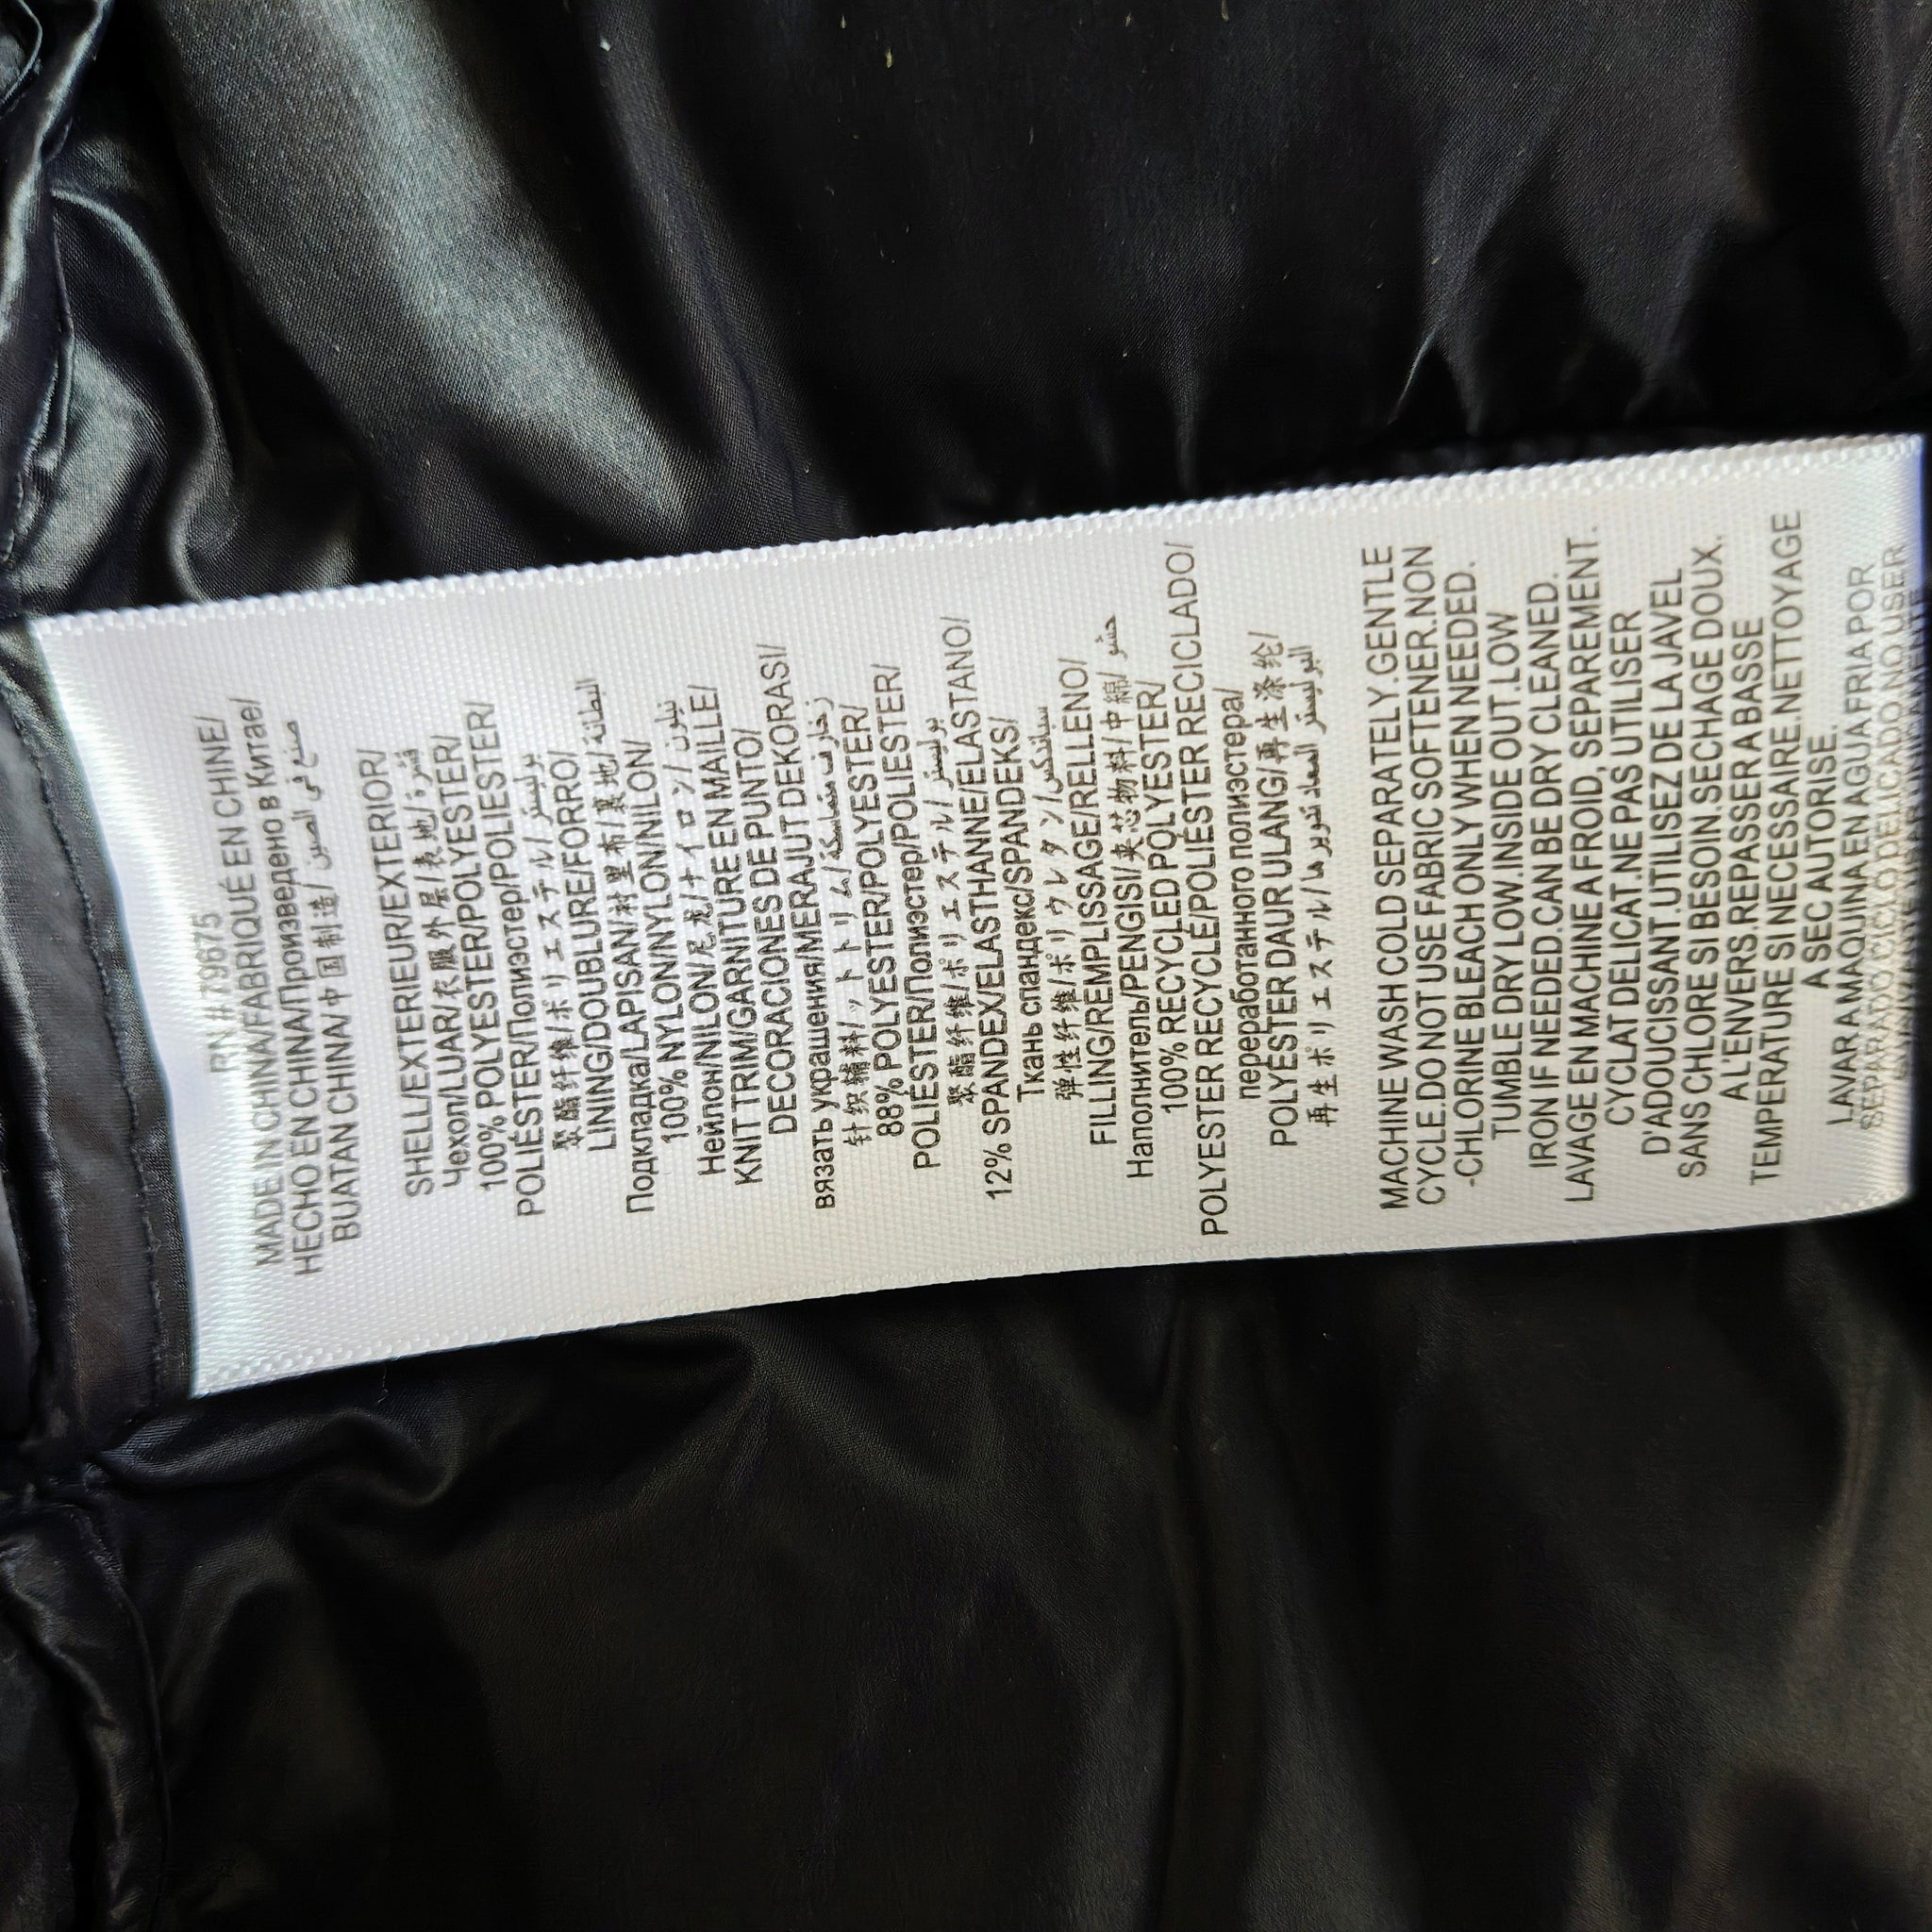 RN#79675
MADE IN CHINA/FABRIQUÉ EN CHINE/
HECHO EN CHINA/Произведено в Китае/
BUATAN CHINA/中国制造/ صنع في الصين
SHELL/EXTERIEUR/EXTERIOR/
Чехол/LUAR/衣服外层/表地/قشرة
100% POLYESTER/POLYESTER/
POLIÉSTER/Полиэстер/POLIESTER/
聚酯纤维/ポリエステル/بوليستر
LINING/DOUBLURE/FORRO/
Подкладка/LAPISAN/衬里布/裏地/البطانة
100% NYLON/NYLON/NILON/
Нейлон/NILON/尼龙/ナイロン/نيلون
KNIT TRIM/GARNITURE EN MAILLE/
DECORACIONES DE PUNTO/
вязать украшения/MERAJUT DEKORASI/
针织辅料/ットトリム/زخارف متماسكة
88% POLYESTER/POLYESTER/
POLIÉSTER/Полиэстер/POLIESTER/
聚酯纤维/ポリエステル/ بوليستر
12% SPANDEX/ELASTHANNE/ELASTANO/
Ткань спандекс/SPANDEKS/
弹性纤维/ポリウレタン/سباندكس
FILLING/REMPLISSAGE/RELLENO/
Наполнитель/PENGISI/夹芯物料/中綿/ حشو
100% RECYCLED POLYESTER/
POLYESTER RECYCLE/POLIÉSTER RECICLADO/
переработанного полиэстера/
POLYESTER DAUR ULANG/再生涤纶/
再生ポリエステル/البوليستر المعاد تدويرها
MACHINE WASH COLD SEPARATELY.GENTLE
CYCLE.DO NOT USE FABRIC SOFTENER.NON
-CHLORINE BLEACH ONLY WHEN NEEDED.
TUMBLE DRY LOW.INSIDE OUT.LOW
IRON IF NEEDED.CAN BE DRY CLEANED.
LAVAGE EN MACHINE A FROID, SEPAREMENT.
CYCLAT DELICAT.NE PAS UTILISER
D'ADOUCISSANT.UTILISEZ DE LA JAVEL
SANS CHLORE SI BESOIN.SECHAGE DOUX.
A L'ENVERS.REPASSER A BASSE
TEMPERATURE SI NECESSAIRE.NETTOYAGE
A SEC AUTORISE.
LAVAR A MAQUINA EN AGUA FRIA POR
SEPARADO.CICLO DELICADO.NO USER